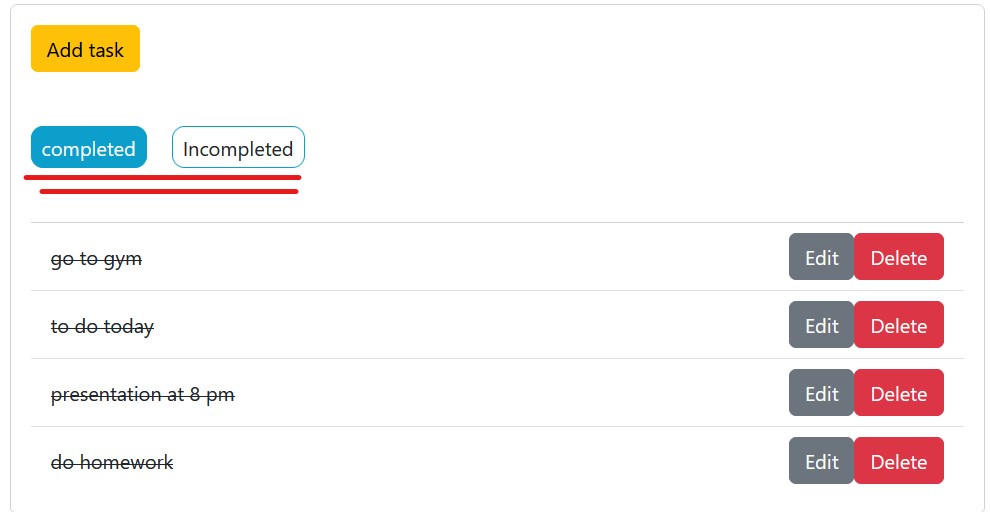 Add task
completed Incompleted
go to gym Edit Delete
to do today Edit Delete
presentation at 8 pm Edit Delete
do homework Edit Delete